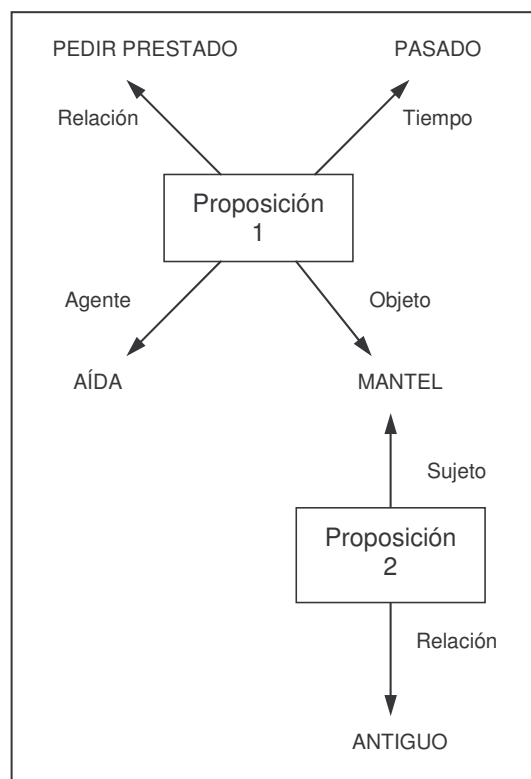 PEDIR PRESTADO
PASADO
Relación
Tiempo
Proposición
1
Agente
Objeto
AÍDA
MANTEL
Sujeto
Proposición
2
Relación
ANTIGUO